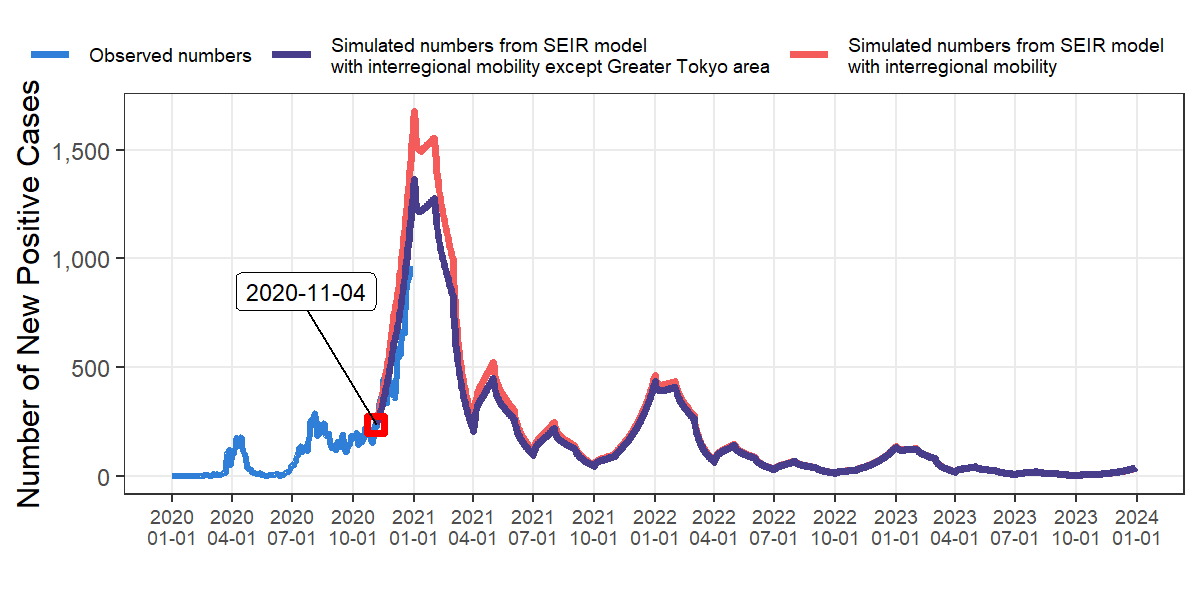 Observed numbers
Simulated numbers from SEIR model
with interregional mobility except Greater Tokyo area
Simulated numbers from SEIR model
with interregional mobility
Number of New Positive Cases
1,500
1,000
500
0
2020-11-04
2020 2020 2020 2020 2021 2021 2021 2021 2022 2022 2022 2022 2023 2023 2023 2023 2024
01-01 04-01 07-01 10-01 01-01 04-01 07-01 10-01 01-01 04-01 07-01 10-01 01-01 04-01 07-01 10-01 01-01